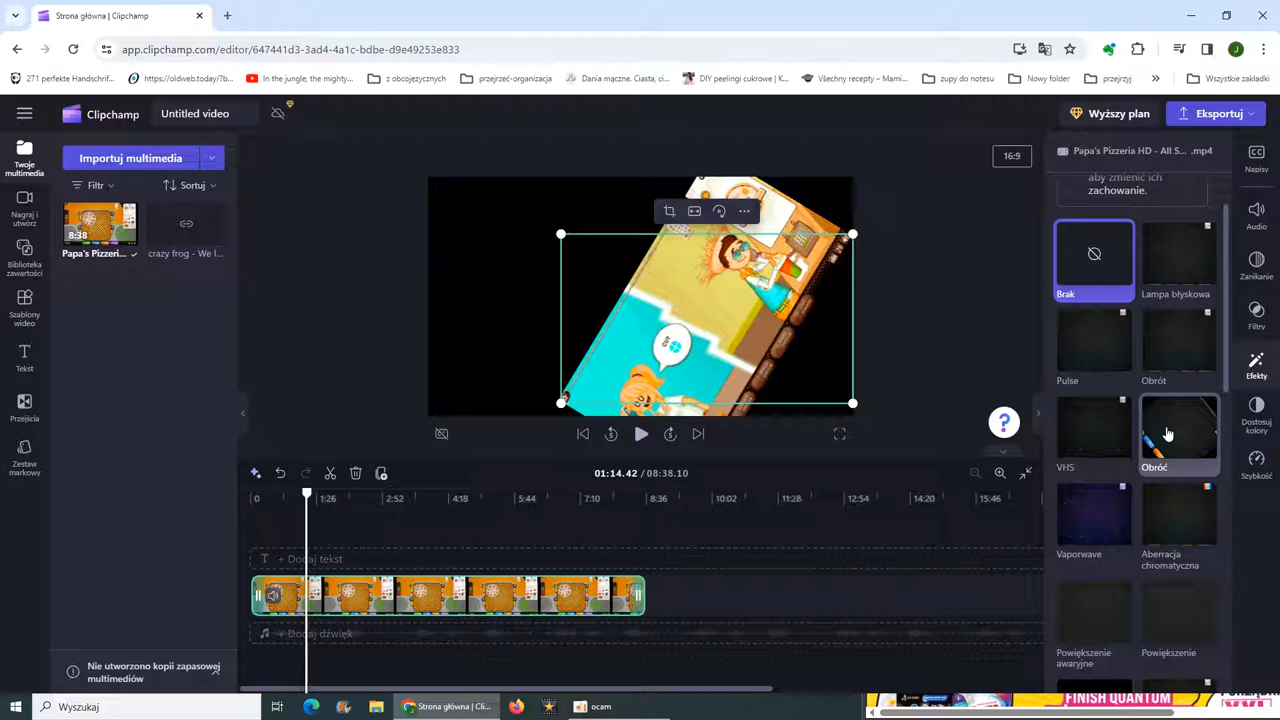 Strona główna | Clipchamp
app.clipchamp.com/editor/647441d3-3ad4-4a1c-bdbe-d9e49253e833
J
271 perfekte Handschrif... https://oldweb.today/?b... In the jungle, the mighty... z obcojęzycznych przejrzeć-organizacja Dania mączne. Ciasta, ci... DIY peelingi cukrowe | K... Všechny recepty – Mami... zupy do notesu Nowy folder przejrzyj » Wszystkie zakładki
Clipchamp Untitled video Wyższy plan Eksportuj
Twoje multimedia
Nagraj i utwórz
Biblioteka zawartości
Szablony wideo
Tekst
Przejścia
Zestaw marki
Importuj multimedia
Filtr Sortuj
8:38
Papa's Pizzeri... crazy frog - We l...
Nie utworzono kopii zapasowej multimediów
16:9
CUT
?
01:14.42 / 08:38.10
0 1:26 2:52 4:18 5:44 7:10 8:36 10:02 11:28 12:54 14:20 15:46
T + Dodaj tekst
+ Dodaj dźwięk
Papa's Pizzeria HD - All S... .mp4
aby zmienić ich
zachowanie.
Brak Lampa błyskowa
Pulse Obrót
VHS Obróć
Vaporwave Aberracja
chromatyczna
Powiększenie Powiększenie
awaryjne
CC
Napisy
Audio
Zanikanie
Filtry
Efekty
Dostosuj kolory
Szybkość
Wyszukaj
Strona główna | Cli...
ocam
FINISH QUANTUM